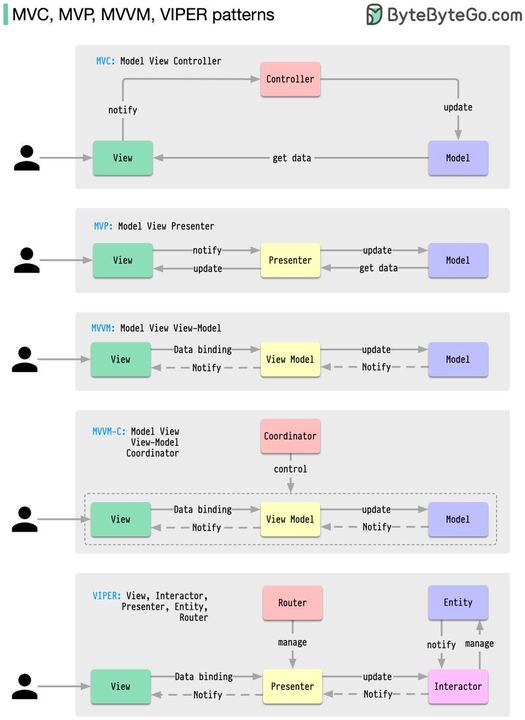 MVC, MVP, MVVM, VIPER patterns
ByteByteGo.com
MVC: Model View Controller
Controller
notify
update
View
get data
Model
MVP: Model View Presenter
notify
update
View
Presenter
Model
update
get data
MVVM: Model View View-Model
Data binding
update
View
View Model
Model
Notify
Notify
MVVM-C: Model View
View-Model
Coordinator
Coordinator
control
Data binding
update
View
View Model
Model
Notify
Notify
VIPER: View, Interactor,
Presenter, Entity,
Router
Router
Entity
manage
notify
manage
Data binding
update
View
Presenter
Interactor
Notify
Notify